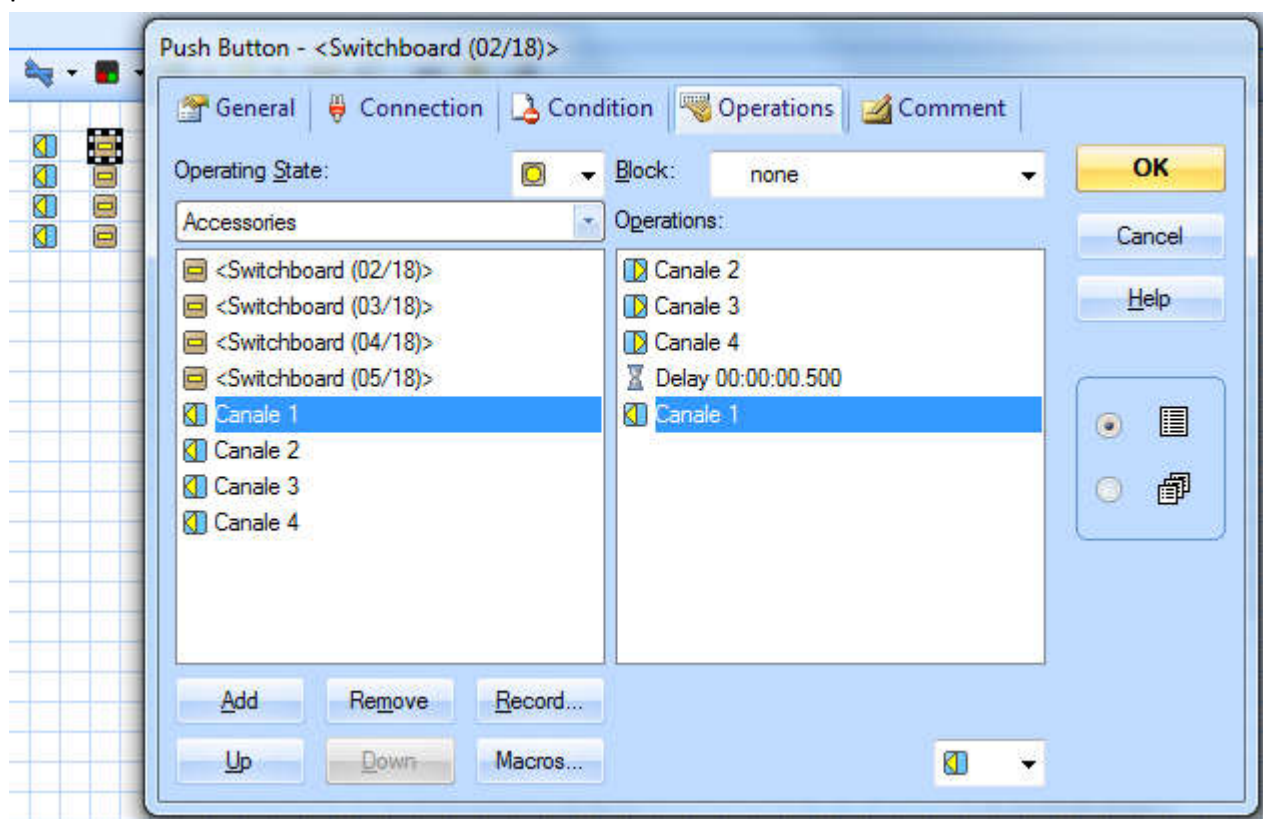 Push Button - <Switchboard (02/18)>
General Connection Condition Operations Comment
Operating State:
Block: none
OK
Accessories
Operations:
Cancel
<Switchboard (02/18)>
<Switchboard (03/18)>
<Switchboard (04/18)>
<Switchboard (05/18)>
Canale 1
Canale 2
Canale 3
Canale 4
Canale 2
Canale 3
Canale 4
Delay 00:00:00.500
Canale 1
Help
Add Remove Record...
Up Down Macros...